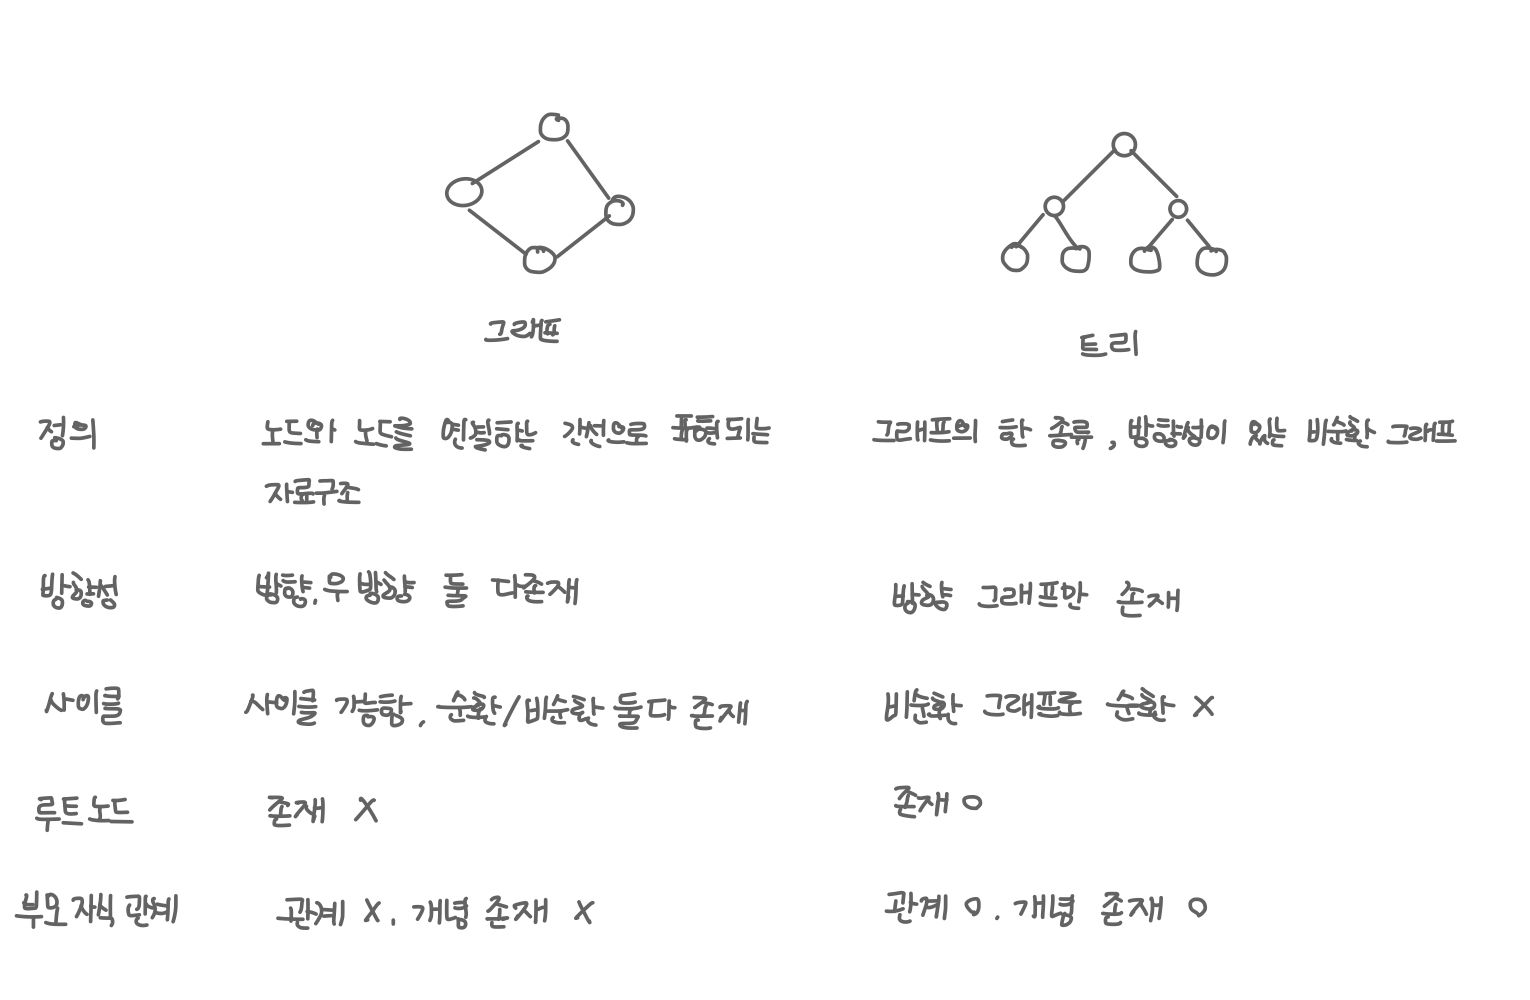 그래프
트리
정의 노드와 노드를 연결하는 간선으로 표현되는 그래프의 한 종류, 방향성이 있는 비순환 그래프
자료구조
방향성 방향, 무 방향 둘 다존재 방향 그래프만 존재
사이클 사이클 가능함, 순환/비순환 둘다 존재 비순환 그래프로 순환 X
루트노드 존재 X 존재 O
부모 자식 관계 관계 X. 개념 존재 X 관계 O. 개념 존재 O